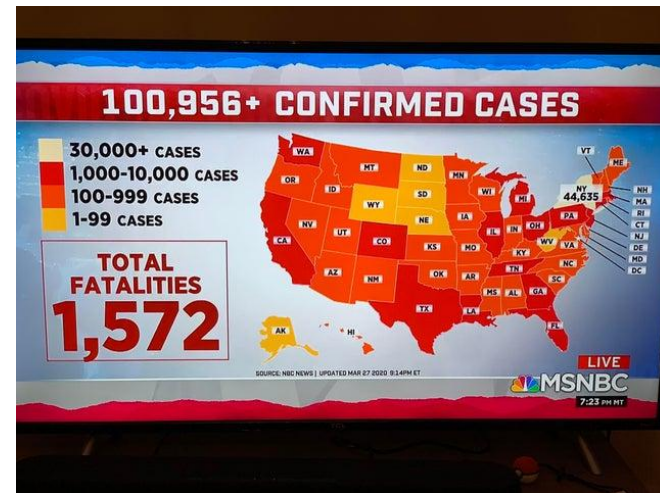 100,956+ CONFIRMED CASES
30,000+ CASES
1,000-10,000 CASES
100-999 CASES
1-99 CASES
TOTAL
FATALITIES
1,572
WA
OR
CA
NV
ID
MT
WY
UT
AZ
CO
NM
ND
SD
NE
KS
OK
TX
MN
IA
MO
AR
LA
WI
IL
MI
IN
OH
KY
TN
MS
AL
GA
FL
SC
NC
VA
WV
PA
NY
44,635
VT
ME
NH
MA
RI
CT
NJ
DE
MD
DC
AK
HI
SOURCE: NBC NEWS | UPDATED MAR 27 2020 9:14PM ET
LIVE
MSNBC
7:23 PM MT
TCL